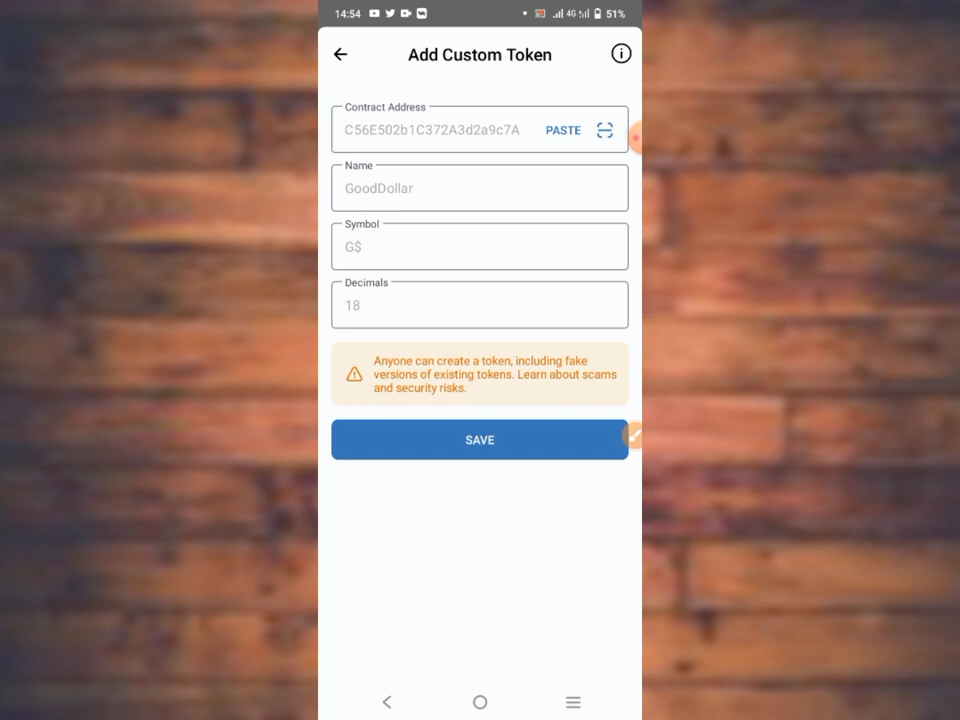 14:54
4G
51%
Add Custom Token
Contract Address
C56E502b1C372A3d2a9c7A
PASTE
Name
GoodDollar
Symbol
G$
Decimals
18
Anyone can create a token, including fake
versions of existing tokens. Learn about scams
and security risks.
SAVE